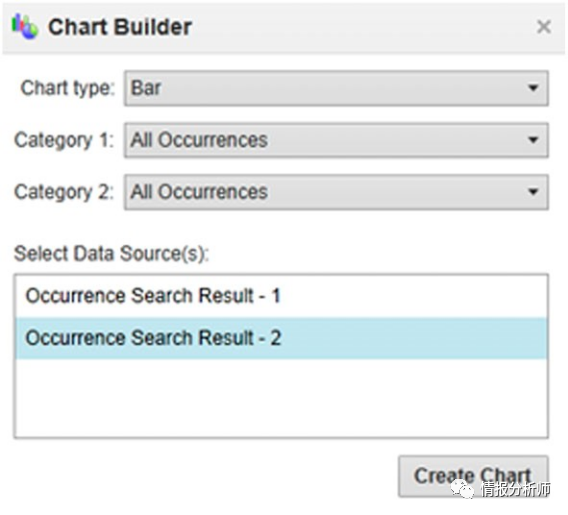 Chart Builder
Chart type: Bar
Category 1: All Occurrences
Category 2: All Occurrences
Select Data Source(s):
Occurrence Search Result - 1
Occurrence Search Result - 2
Create Chart
情报分析师